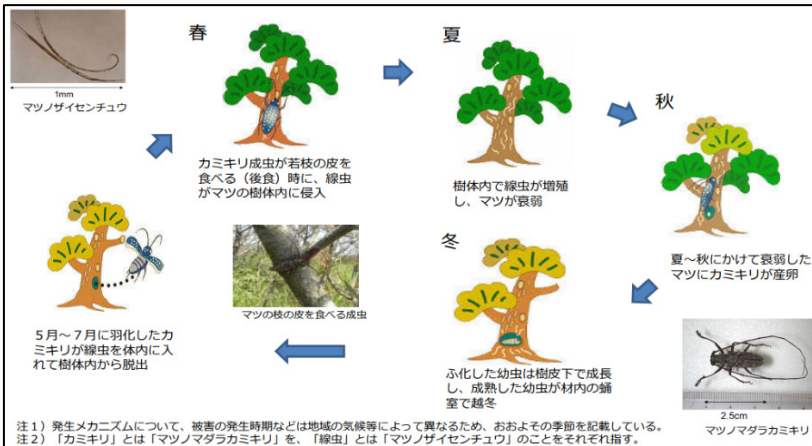 春
夏
秋
1mm
マツノザイセンチュウ
カミキリ成虫が若枝の皮を
食べる（後食）時に、線虫
がマツの樹体内に侵入
樹体内で線虫が増殖
し、マツが衰弱
夏～秋にかけて衰弱した
マツにカミキリが産卵
冬
マツの枝の皮を食べる成虫
５月～７月に羽化したカ
ミキリが線虫を体内に入
れて樹体内から脱出
ふ化した幼虫は樹皮下で成長
し、成熟した幼虫が材内の蛹
室で越冬
2.5cm
マツノマダラカミキリ
注１）発生メカニズムについて、被害の発生時期などは地域の気候等によって異なるため、おおよその季節を記載している。
注２）「カミキリ」とは「マツノマダラカミキリ」を、「線虫」とは「マツノザイセンチュウ」のことをそれぞれ指す。